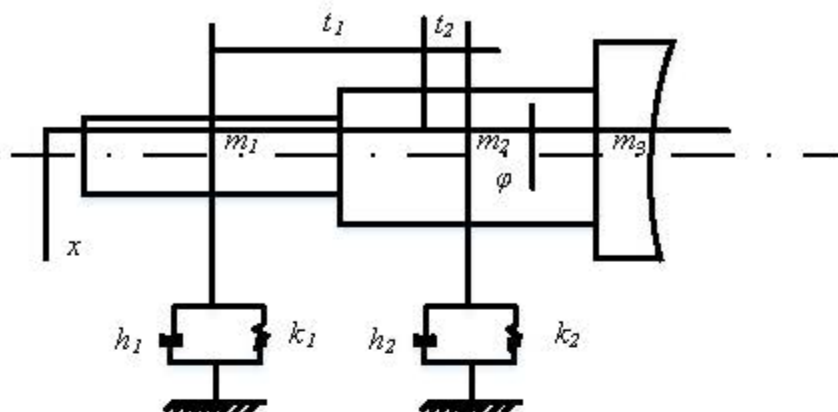 t₁ t₂
m₁ m₂ m₃
φ
x
h₁ k₁ h₂ k₂